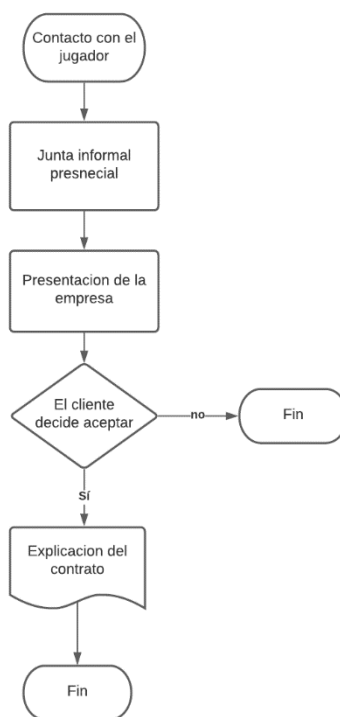 Contacto con el
jugador
Junta informal
presnecial
Presentacion de la
empresa
El cliente
decide aceptar
no
Fin
Sí
Explicacion del
contrato
Fin